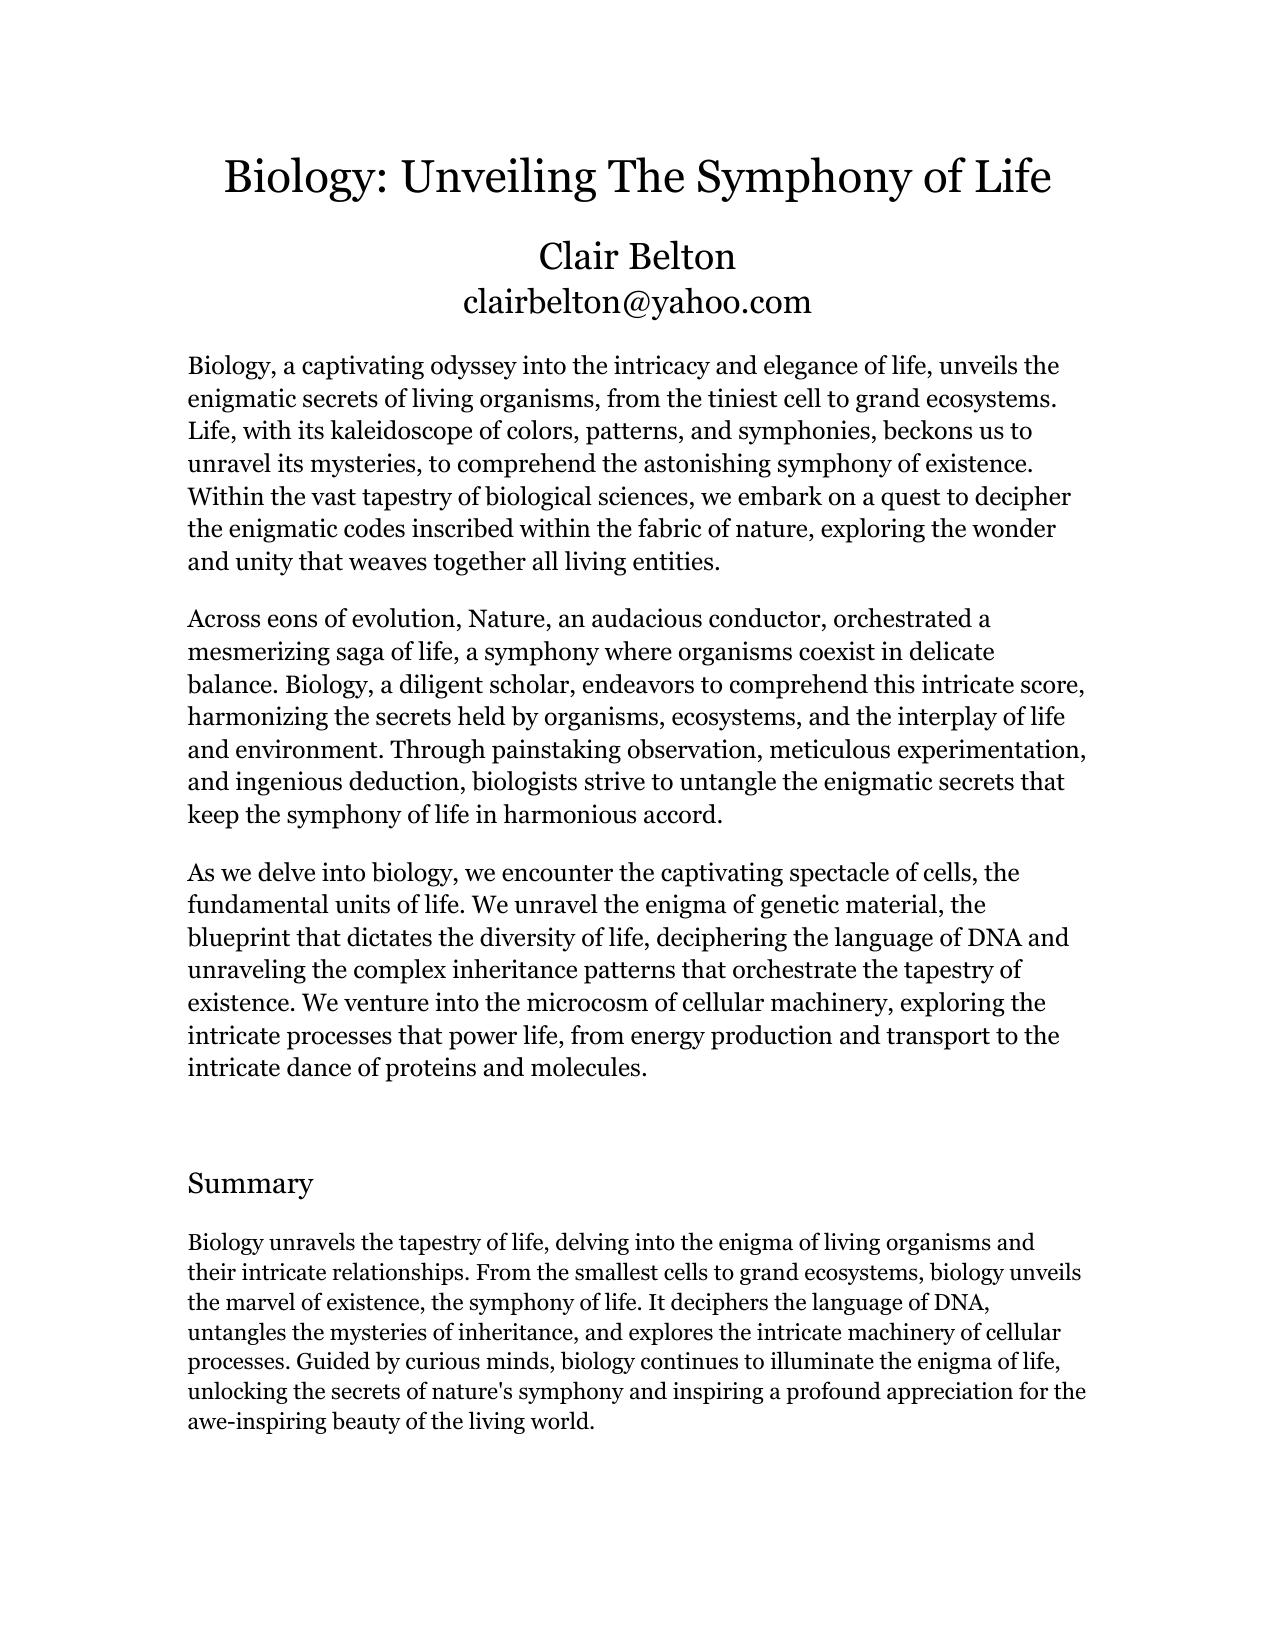 Biology: Unveiling The Symphony of Life
Clair Belton
clairbelton@yahoo.com
Biology, a captivating odyssey into the intricacy and elegance of life, unveils the
enigmatic secrets of living organisms, from the tiniest cell to grand ecosystems.
Life, with its kaleidoscope of colors, patterns, and symphonies, beckons us to
unravel its mysteries, to comprehend the astonishing symphony of existence.
Within the vast tapestry of biological sciences, we embark on a quest to decipher
the enigmatic codes inscribed within the fabric of nature, exploring the wonder
and unity that weaves together all living entities.
Across eons of evolution, Nature, an audacious conductor, orchestrated a
mesmerizing saga of life, a symphony where organisms coexist in delicate
balance. Biology, a diligent scholar, endeavors to comprehend this intricate score,
harmonizing the secrets held by organisms, ecosystems, and the interplay of life
and environment. Through painstaking observation, meticulous experimentation,
and ingenious deduction, biologists strive to untangle the enigmatic secrets that
keep the symphony of life in harmonious accord.
As we delve into biology, we encounter the captivating spectacle of cells, the
fundamental units of life. We unravel the enigma of genetic material, the
blueprint that dictates the diversity of life, deciphering the language of DNA and
unraveling the complex inheritance patterns that orchestrate the tapestry of
existence. We venture into the microcosm of cellular machinery, exploring the
intricate processes that power life, from energy production and transport to the
intricate dance of proteins and molecules.
Summary
Biology unravels the tapestry of life, delving into the enigma of living organisms and
their intricate relationships. From the smallest cells to grand ecosystems, biology unveils
the marvel of existence, the symphony of life. It deciphers the language of DNA,
untangles the mysteries of inheritance, and explores the intricate machinery of cellular
processes. Guided by curious minds, biology continues to illuminate the enigma of life,
unlocking the secrets of nature's symphony and inspiring a profound appreciation for the
awe-inspiring beauty of the living world.